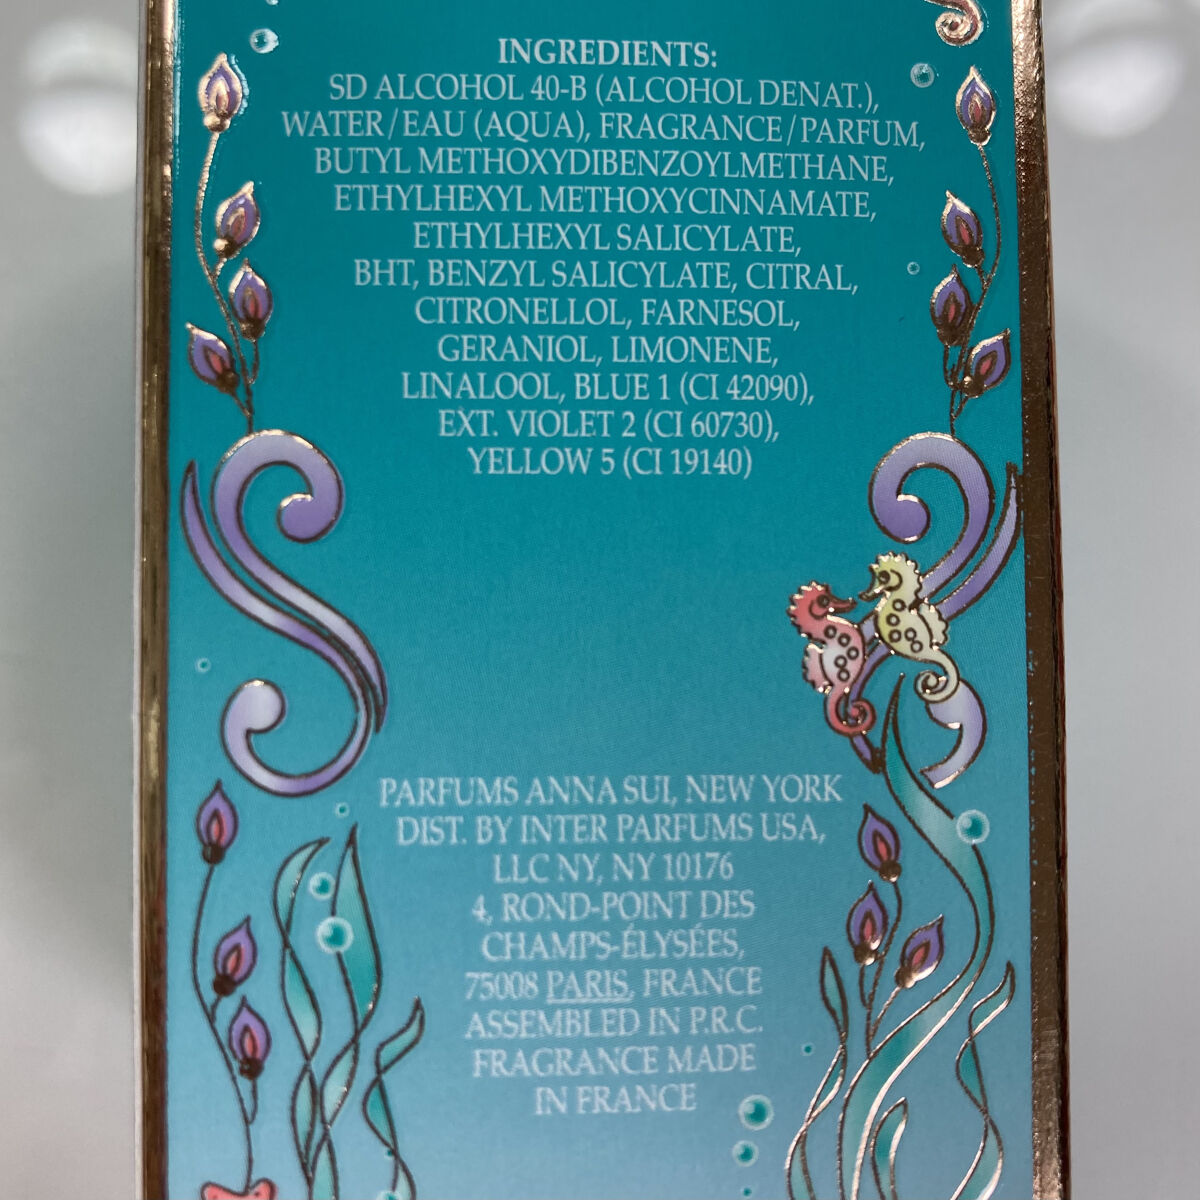 INGREDIENTS:
SD ALCOHOL 40-B (ALCOHOL DENAT.),
WATER/EAU (AQUA), FRAGRANCE/PARFUM,
BUTYL METHOXYDIBENZOYLMETHANE,
ETHYLHEXYL METHOXYCINNAMATE,
ETHYLHEXYL SALICYLATE,
BHT, BENZYL SALICYLATE, CITRAL,
CITRONELLOL, FARNESOL,
GERANIOL, LIMONENE,
LINALOOL, BLUE 1 (CI 42090),
EXT. VIOLET 2 (CI 60730),
YELLOW 5 (CI 19140)
PARFUMS ANNA SUI, NEW YORK
DIST. BY INTER PARFUMS USA,
LLC NY, NY 10176
4, ROND-POINT DES
CHAMPS-ÉLYSÉES,
75008 PARIS, FRANCE
ASSEMBLED IN P.R.C.
FRAGRANCE MADE
IN FRANCE